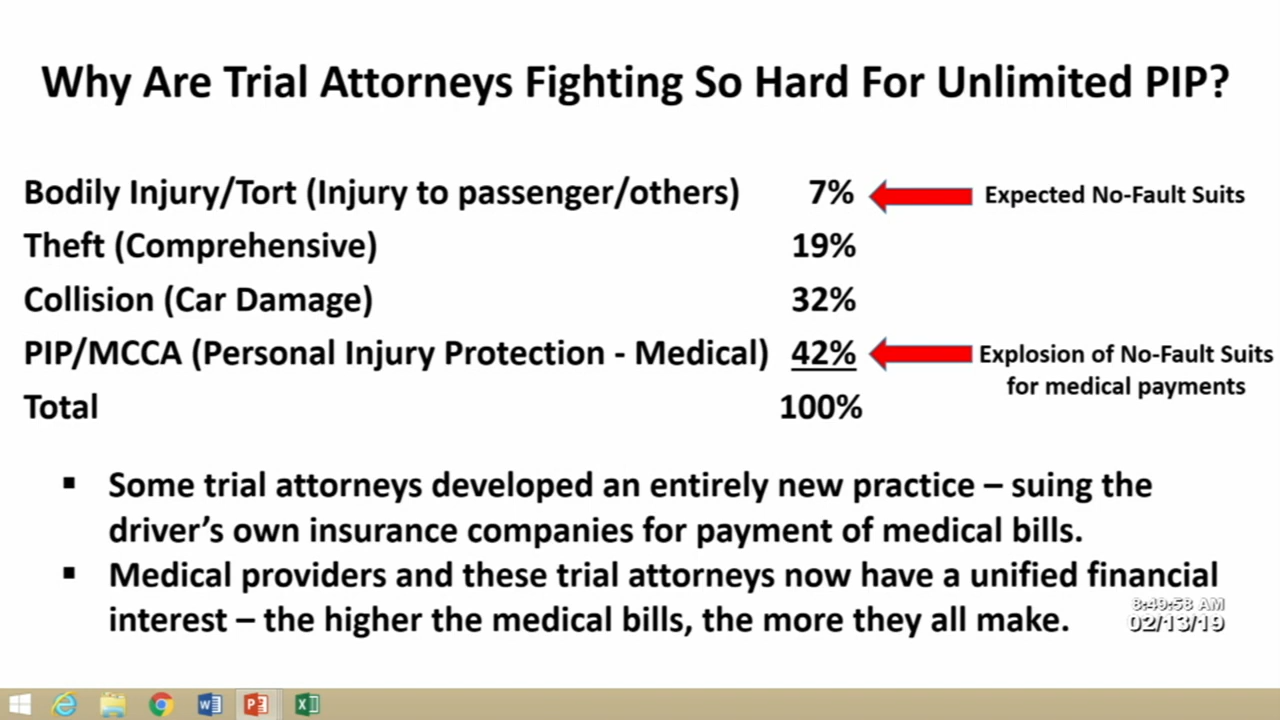 Why Are Trial Attorneys Fighting So Hard For Unlimited PIP?
Bodily Injury/Tort (Injury to passenger/others) 7% Expected No-Fault Suits
Theft (Comprehensive) 19%
Collision (Car Damage) 32%
PIP/MCCA (Personal Injury Protection - Medical) 42% Explosion of No-Fault Suits
for medical payments
Total 100%
▪ Some trial attorneys developed an entirely new practice – suing the
driver’s own insurance companies for payment of medical bills.
▪ Medical providers and these trial attorneys now have a unified financial
interest – the higher the medical bills, the more they all make.
8:49:58 AM
02/13/19